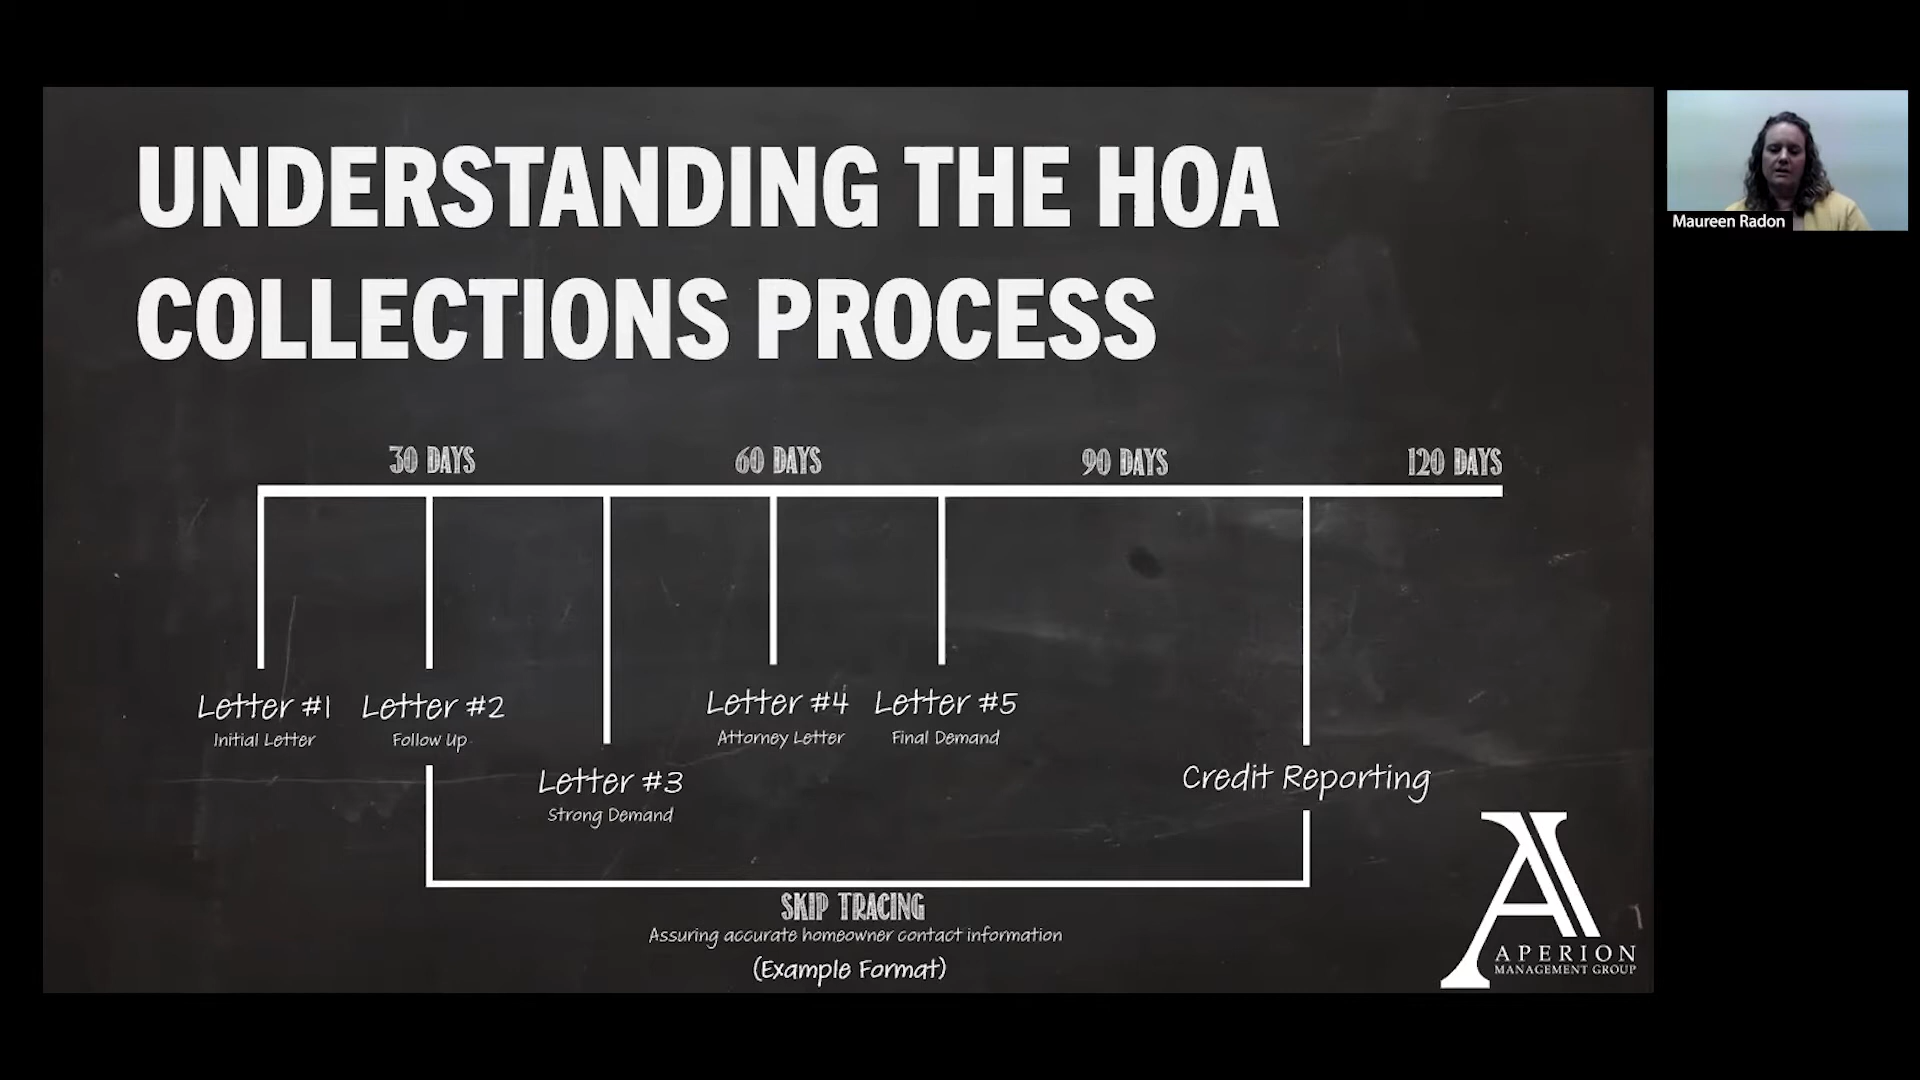 UNDERSTANDING THE HOA
COLLECTIONS PROCESS
Maureen Radon
30 DAYS
60 DAYS
90 DAYS
120 DAYS
Letter #1
Initial Letter
Letter #2
Follow Up
Letter #3
Strong Demand
Letter #4
Attorney Letter
Letter #5
Final Demand
Credit Reporting
SKIP TRACING
Assuring accurate homeowner contact information
(Example Format)
APERION
MANAGEMENT GROUP